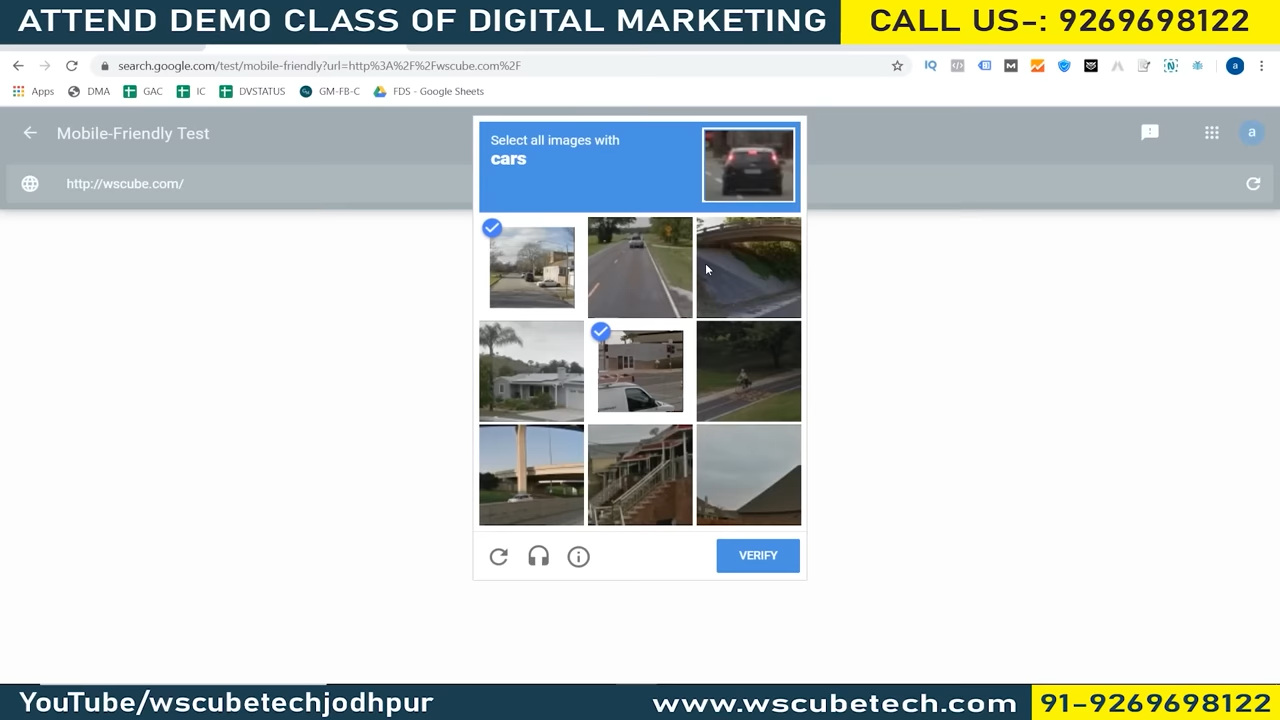 ATTEND DEMO CLASS OF DIGITAL MARKETING
CALL US-: 9269698122
search.google.com/test/mobile-friendly?url=http%3A%2F%2Fwscube.com%2F
IQ
M
a
Apps
DMA
GAC
IC
DVSTATUS
GM-FB-C
FDS - Google Sheets
Mobile-Friendly Test
a
http://wscube.com/
Select all images with
cars
VERIFY
YouTube/wscubetechjodhpur
www.wscubetech.com
91-9269698122